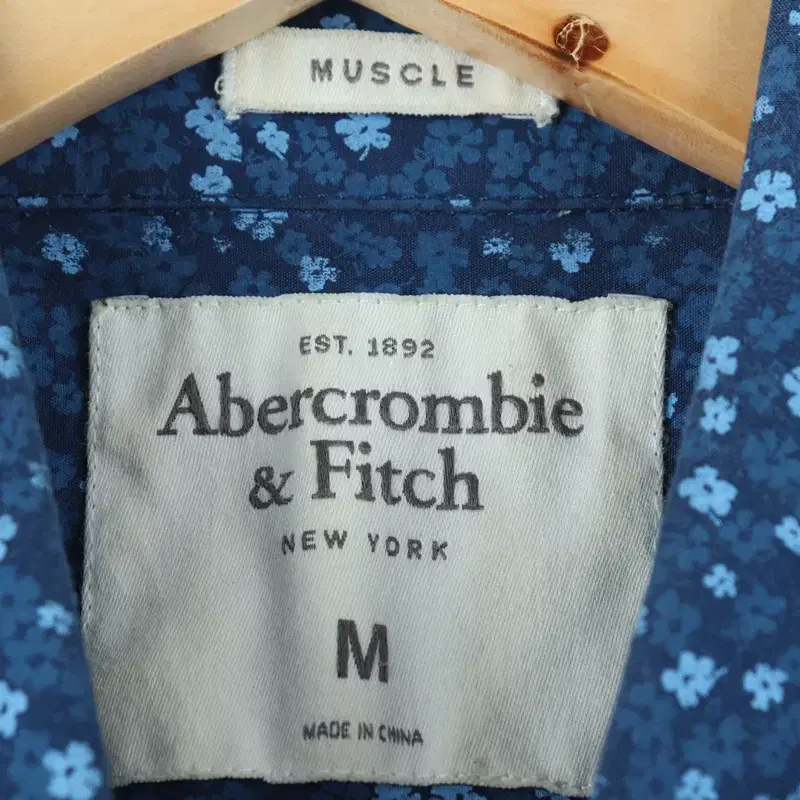 MUSCLE
EST. 1892
Abercrombie
& Fitch
NEW YORK
M
MADE IN CHINA